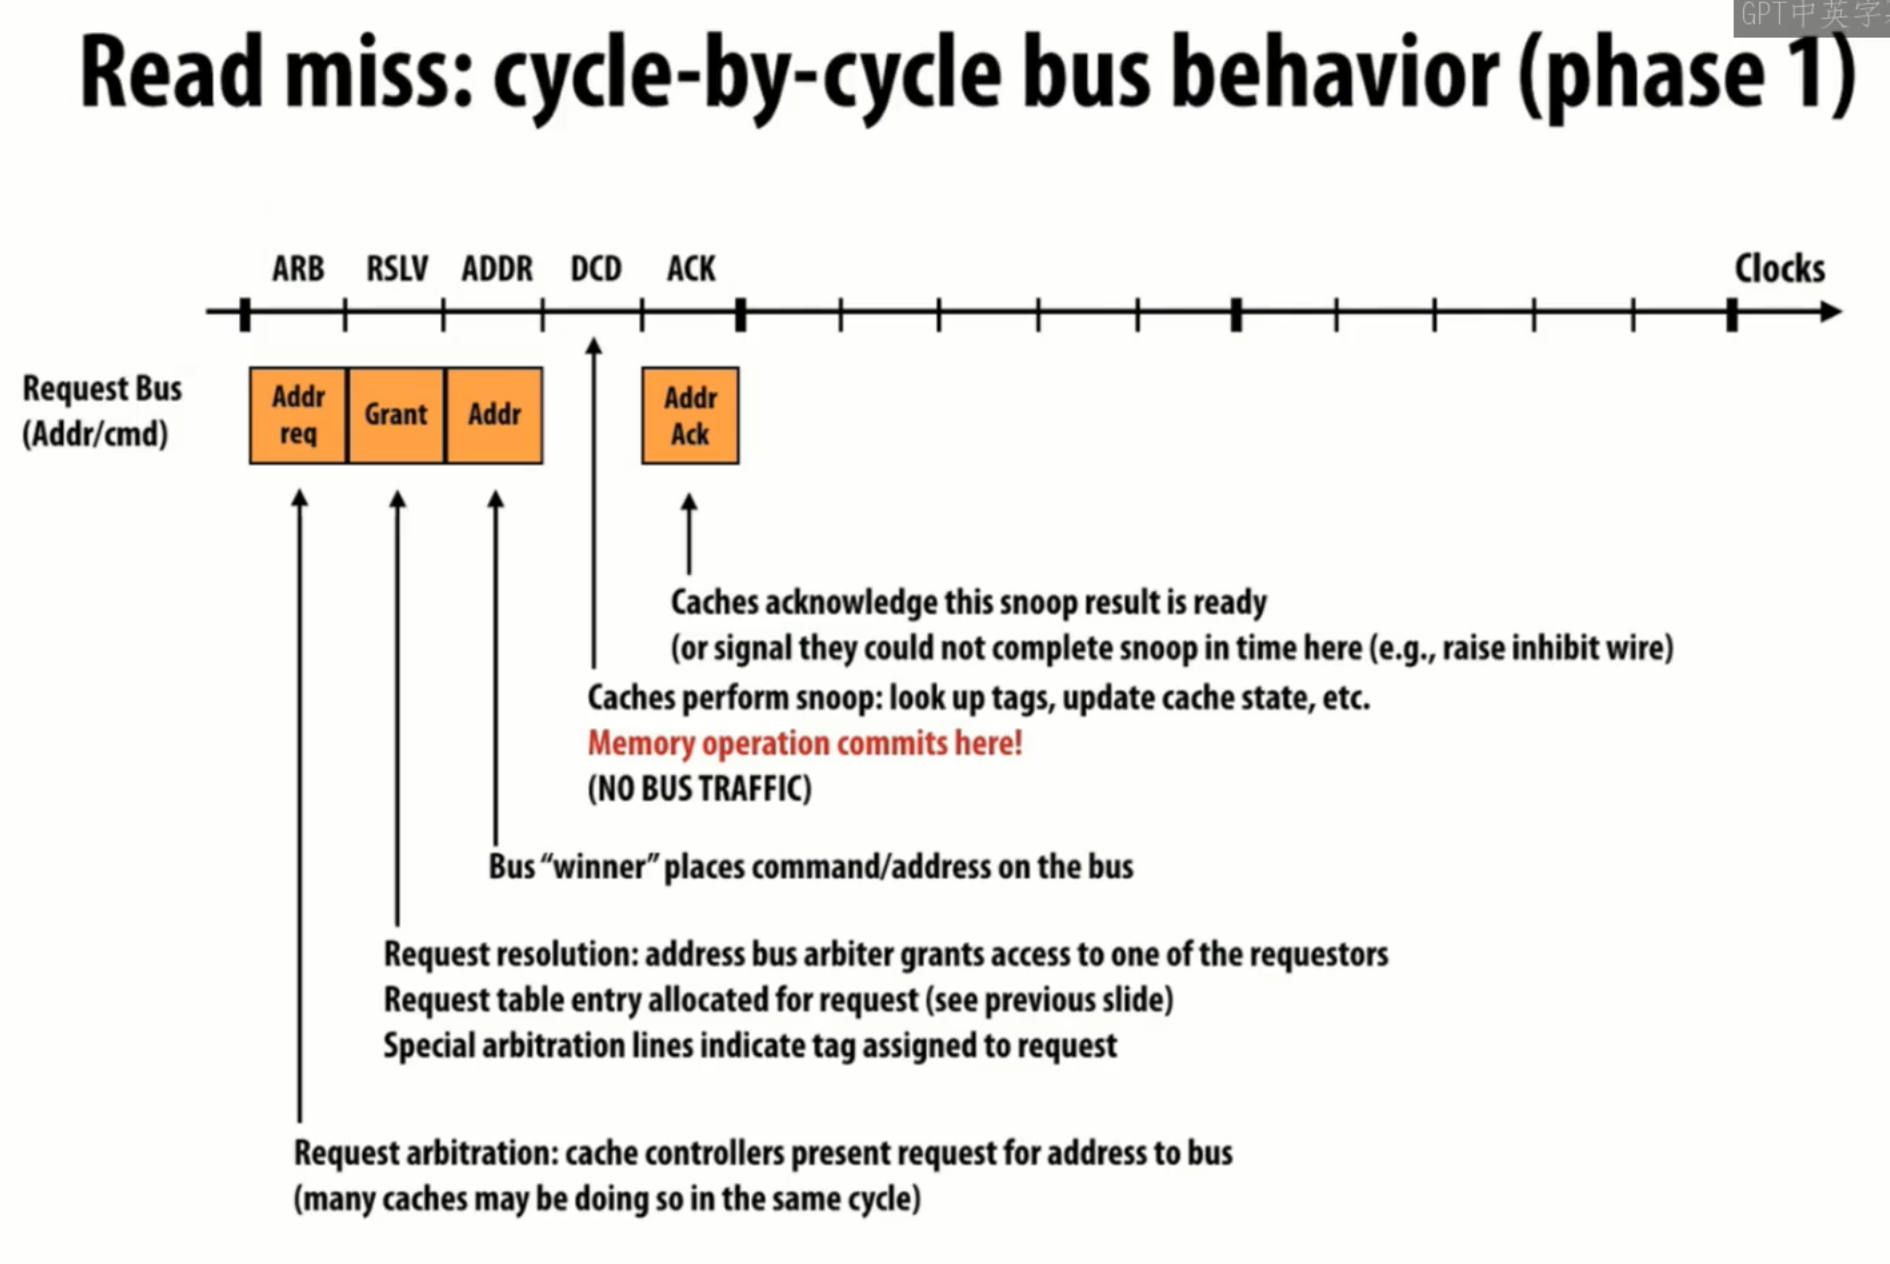 GPT中英字
Read miss: cycle-by-cycle bus behavior (phase 1)
ARB RSLV ADDR DCD ACK Clocks
Request Bus
(Addr/cmd)
Addr
req
Grant
Addr
Addr
Ack
Caches acknowledge this snoop result is ready
(or signal they could not complete snoop in time here (e.g., raise inhibit wire)
Caches perform snoop: look up tags, update cache state, etc.
Memory operation commits here!
(NO BUS TRAFFIC)
Bus “winner” places command/address on the bus
Request resolution: address bus arbiter grants access to one of the requestors
Request table entry allocated for request (see previous slide)
Special arbitration lines indicate tag assigned to request
Request arbitration: cache controllers present request for address to bus
(many caches may be doing so in the same cycle)